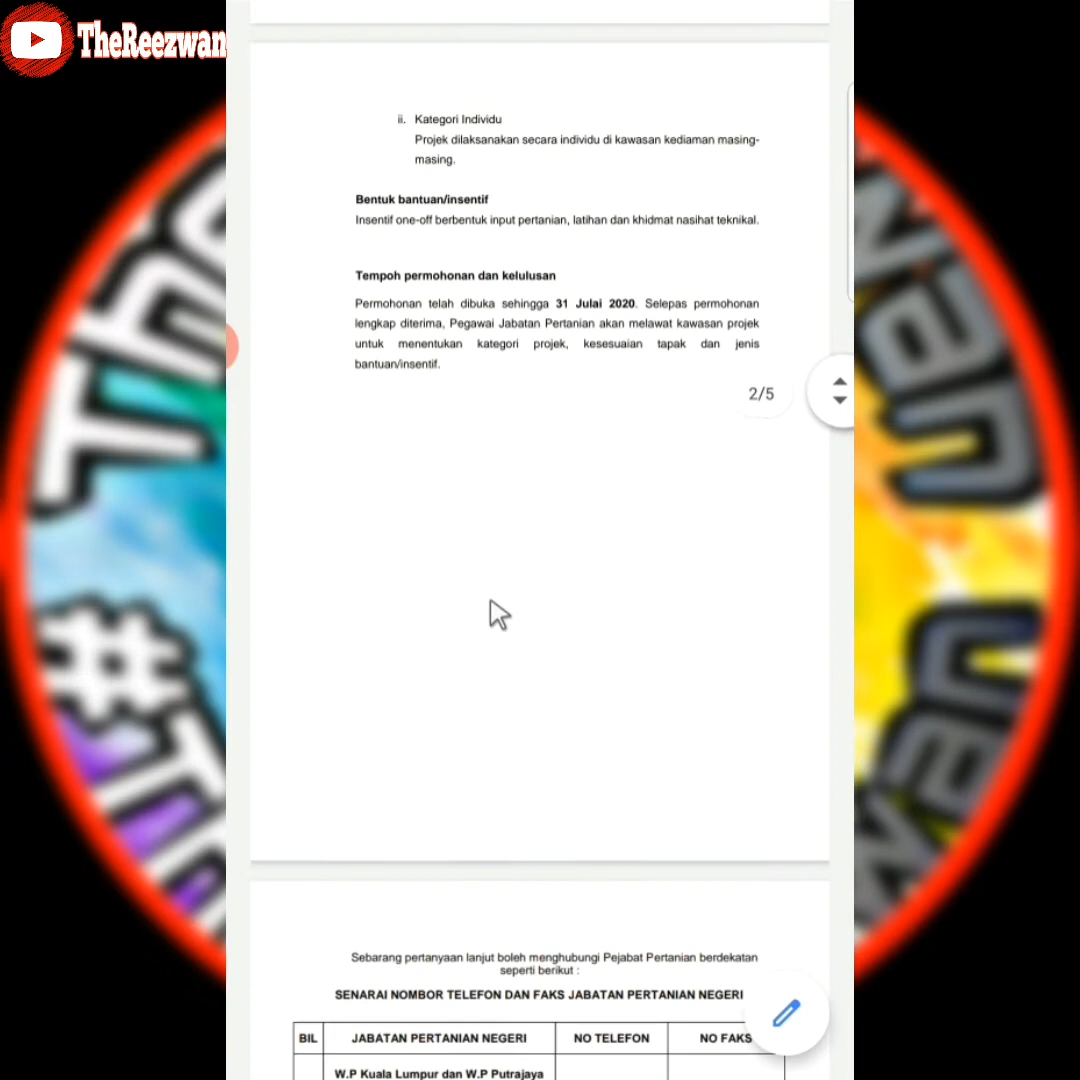 TheReezwan
ii. Kategori Individu
Projek dilaksanakan secara individu di kawasan kediaman masing-
masing.
Bentuk bantuan/insentif
Insentif one-off berbentuk input pertanian, latihan dan khidmat nasihat teknikal.
Tempoh permohonan dan kelulusan
Permohonan telah dibuka sehingga 31 Julai 2020. Selepas permohonan
lengkap diterima, Pegawai Jabatan Pertanian akan melawat kawasan projek
untuk menentukan kategori projek, kesesuaian tapak dan jenis
bantuan/insentif.
2/5
Sebarang pertanyaan lanjut boleh menghubungi Pejabat Pertanian berdekatan
seperti berikut :
SENARAI NOMBOR TELEFON DAN FAKS JABATAN PERTANIAN NEGERI
BIL JABATAN PERTANIAN NEGERI NO TELEFON NO FAKS
W.P Kuala Lumpur dan W.P Putrajaya